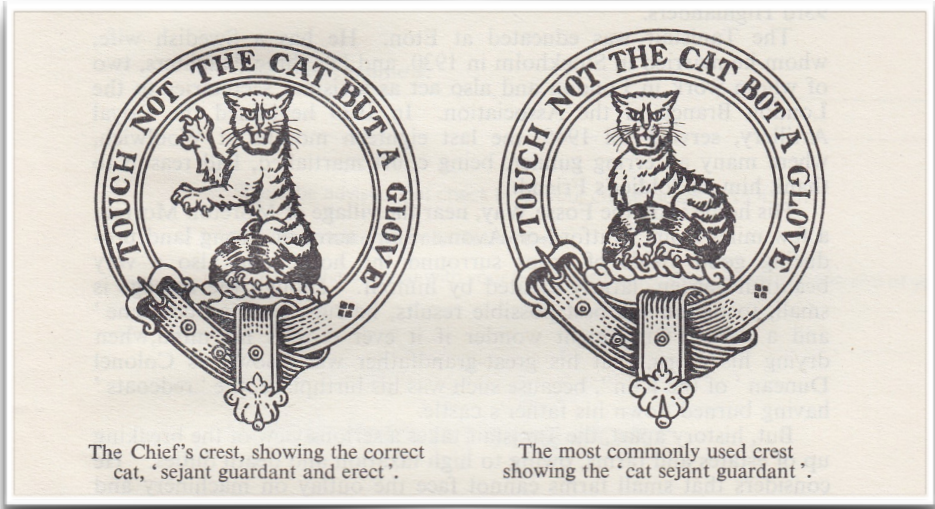 TOUCH NOT THE CAT BUT A GLOVE
The Chief's crest, showing the correct
cat, ' sejant guardant and erect '.
TOUCH NOT THE CAT BOT A GLOVE
The most commonly used crest
showing the ' cat sejant guardant '.